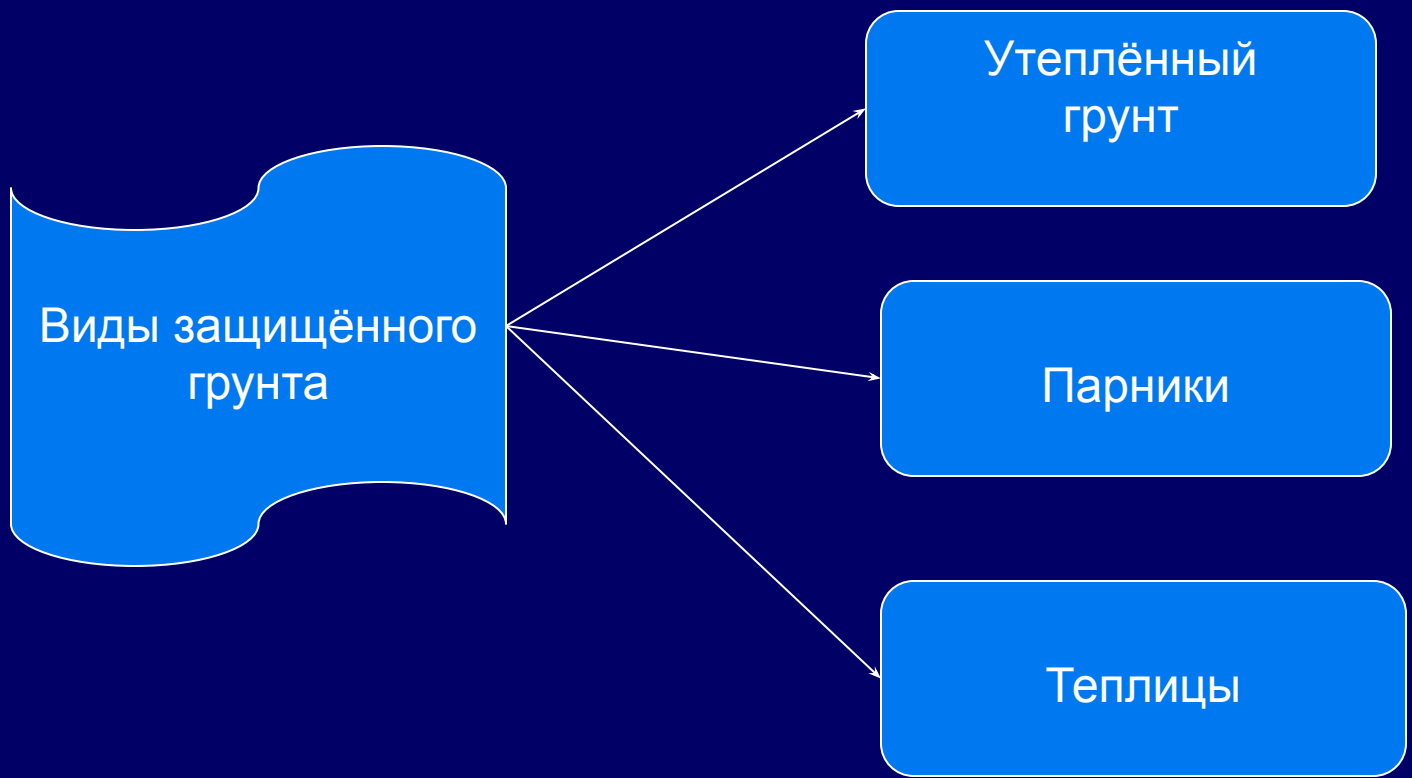 Виды защищённого
грунта
Утеплённый
грунт
Парники
Теплицы